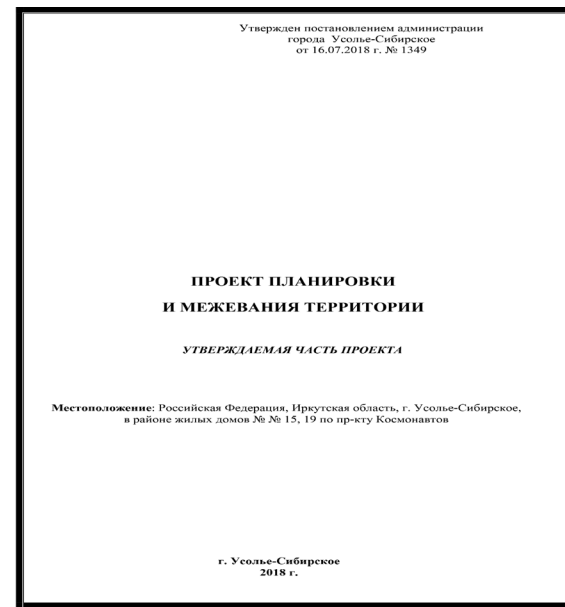 Утвержден постановлением администрации
города Усолье-Сибирское
от 16.07.2018 г. № 1349
ПРОЕКТ ПЛАНИРОВКИ
И МЕЖЕВАНИЯ ТЕРРИТОРИИ
УТВЕРЖДАЕМАЯ ЧАСТЬ ПРОЕКТА
Местоположение: Российская Федерация, Иркутская область, г. Усолье-Сибирское,
в районе жилых домов № № 15, 19 по пр-кту Космонавтов
г. Усолье-Сибирское
2018 г.